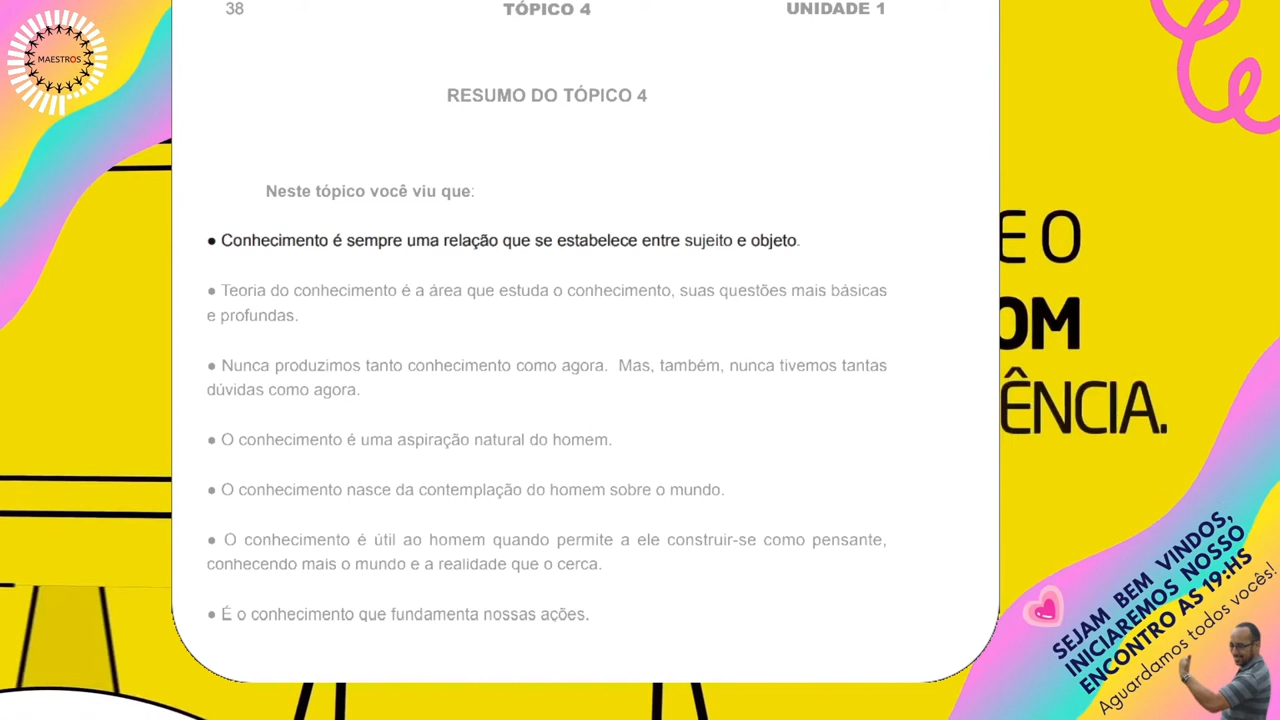 MAESTROS
38 TÓPICO 4 UNIDADE 1
RESUMO DO TÓPICO 4
Neste tópico você viu que:
● Conhecimento é sempre uma relação que se estabelece entre sujeito e objeto.
● Teoria do conhecimento é a área que estuda o conhecimento, suas questões mais básicas
e profundas.
● Nunca produzimos tanto conhecimento como agora. Mas, também, nunca tivemos tantas
dúvidas como agora.
● O conhecimento é uma aspiração natural do homem.
● O conhecimento nasce da contemplação do homem sobre o mundo.
● O conhecimento é útil ao homem quando permite a ele construir-se como pensante,
conhecendo mais o mundo e a realidade que o cerca.
● É o conhecimento que fundamenta nossas ações.
E O
OM
ÊNCIA.
SEJAM BEM VINDOS,
INICIAREMOS NOSSO
ENCONTRO AS 19:HS
Aguardamos todos vocês!